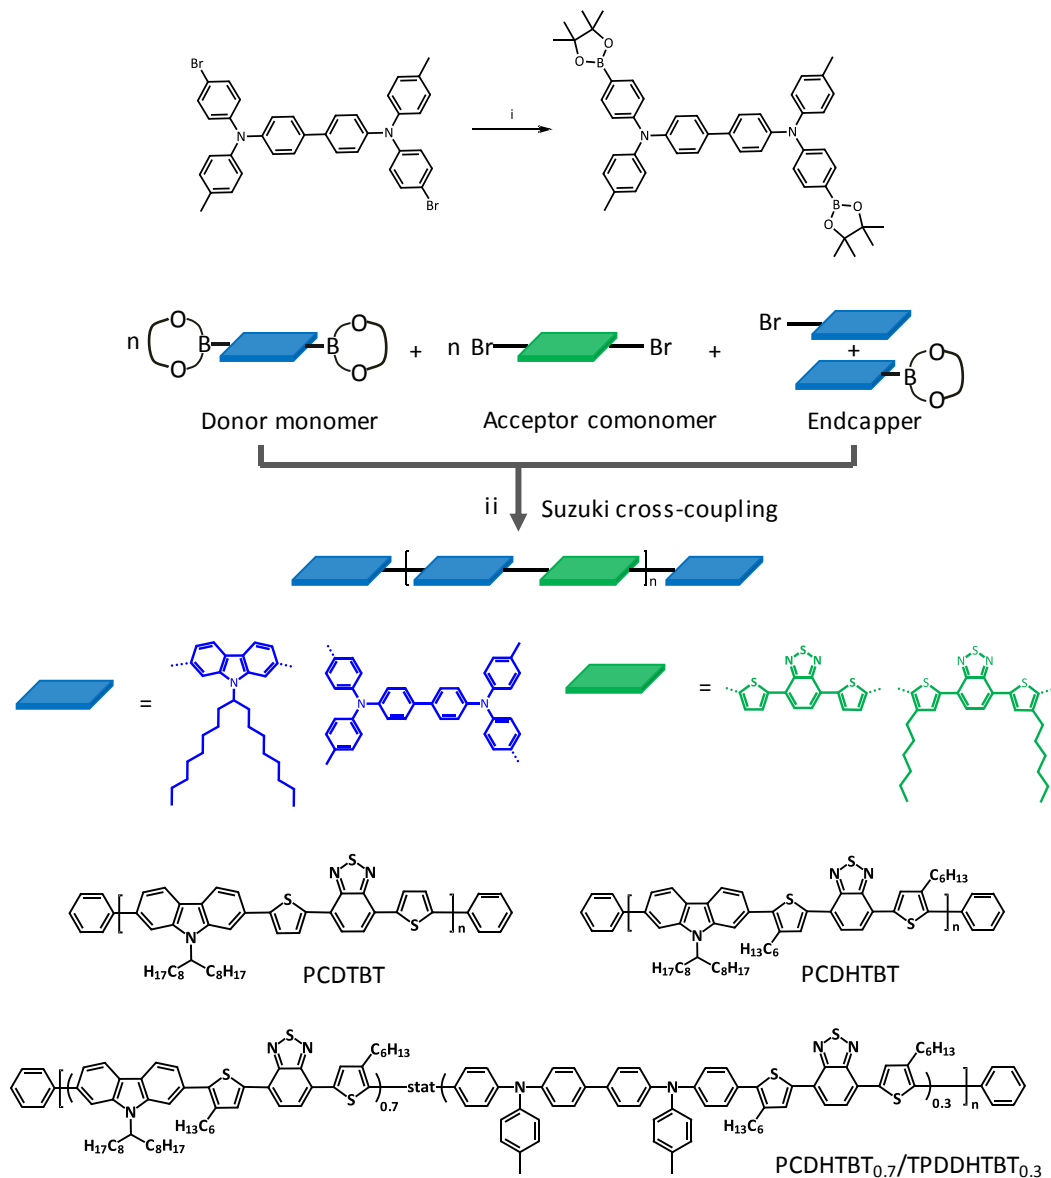 Br
O
O
B
N
N
i
N
N
Br
B
O
O
n
O
B
O
B
O
O
+
n
Br
Br
+
Br
+
B
O
O
Donor monomer
Acceptor comonomer
Endcapper
ii
Suzuki cross-coupling
[ ]n
=
N
N
N
=
N
S
N
S
S
N
S
N
S
S
S
N
N
S
S
N
n
H17C8
C8H17
PCDTBT
S
N
N
C6H13
S
S
N
n
H13C6
H17C8
C8H17
PCDHTBT
S
N
N
C6H13
S
S
N
0.7
H13C6
H17C8
C8H17
stat
N
N
S
N
N
C6H13
S
S
0.3
n
H13C6
PCDHTBT0.7/TPDDHTBT0.3